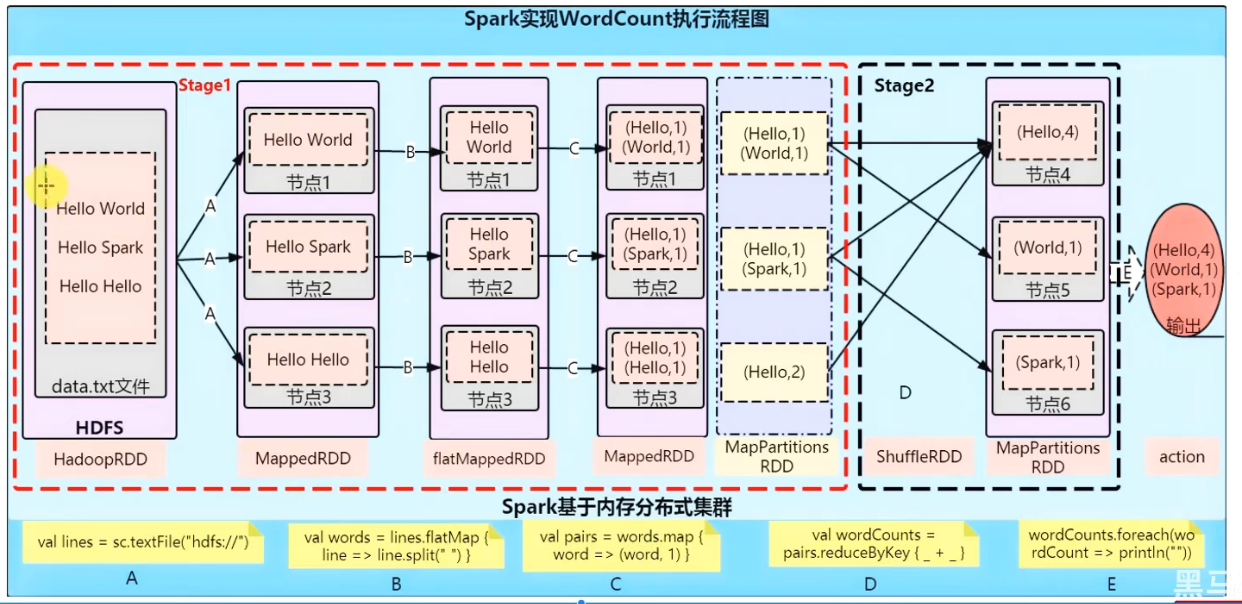 Spark实现WordCount执行流程图
Stage1
Stage2
Hello World
Hello Spark
Hello Hello
data.txt文件
HDFS
HadoopRDD
A
A
A
Hello World
节点1
Hello Spark
节点2
Hello Hello
节点3
MappedRDD
B
B
B
Hello
World
节点1
Hello
Spark
节点2
Hello
Hello
节点3
flatMappedRDD
C
C
C
(Hello,1)
(World,1)
节点1
(Hello,1)
(Spark,1)
节点2
(Hello,1)
(Hello,1)
节点3
MappedRDD
(Hello,1)
(World,1)
(Hello,1)
(Spark,1)
(Hello,2)
MapPartitions
RDD
D
ShuffleRDD
(Hello,4)
节点4
(World,1)
节点5
(Spark,1)
节点6
MapPartitions
RDD
E
(Hello,4)
(World,1)
(Spark,1)
输出
action
Spark基于内存分布式集群
val lines = sc.textFile("hdfs://")
A
val words = lines.flatMap {
line => line.split(" ") }
B
val pairs = words.map {
word => (word, 1) }
C
val wordCounts =
pairs.reduceByKey { _ + _ }
D
wordCounts.foreach(wo
rdCount => println(""))
E
黑马